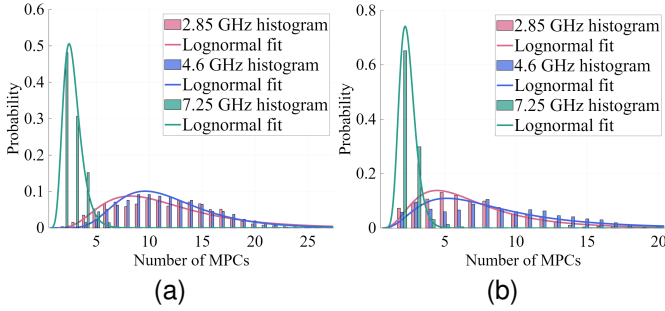 0.6
0.5
0.4
0.3
0.2
0.1
0
Probability
2.85 GHz histogram
Lognormal fit
4.6 GHz histogram
Lognormal fit
7.25 GHz histogram
Lognormal fit
5 10 15 20 25
Number of MPCs
(a)
0.8
0.6
0.4
0.2
0
Probability
2.85 GHz histogram
Lognormal fit
4.6 GHz histogram
Lognormal fit
7.25 GHz histogram
Lognormal fit
5 10 15 20
Number of MPCs
(b)